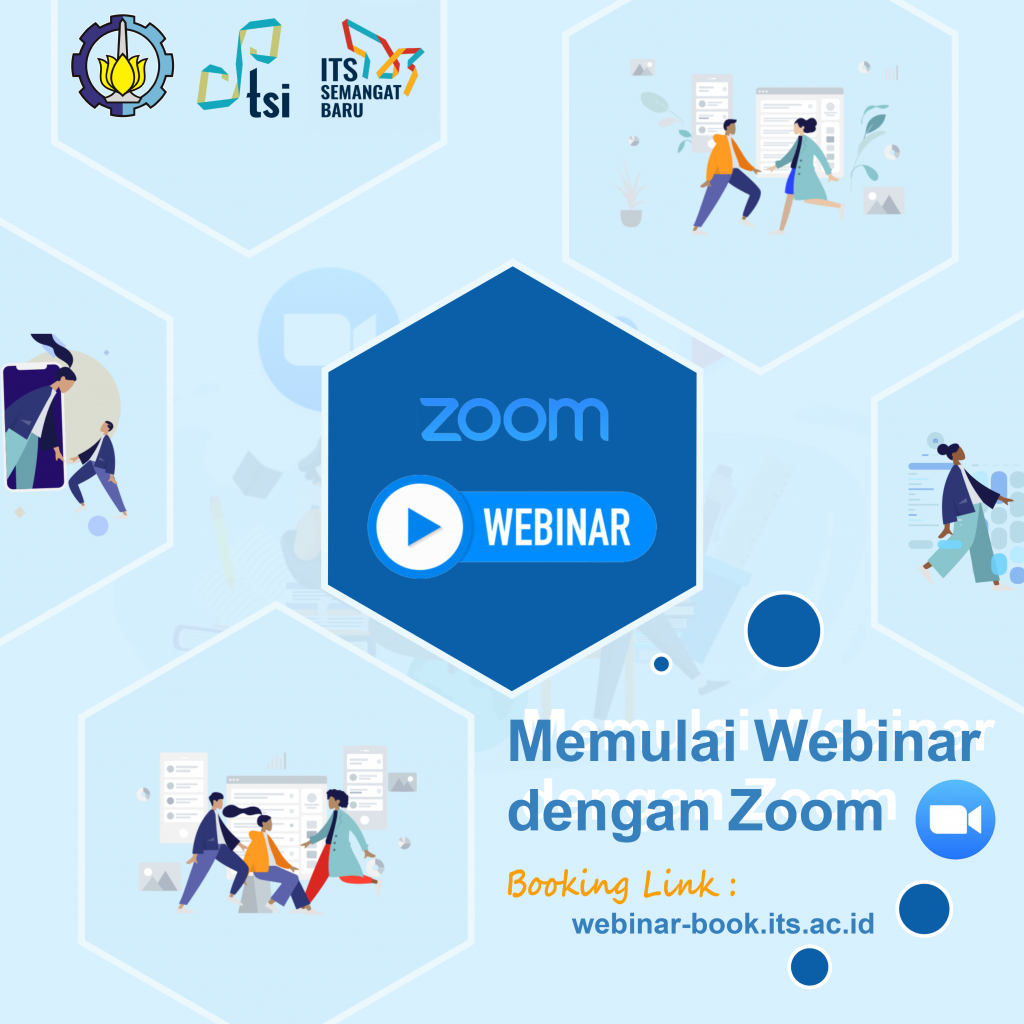 tsi
ITS
SEMANGAT
BARU
zoom
WEBINAR
Memulai Webinar
dengan Zoom
Booking Link :
webinar-book.its.ac.id